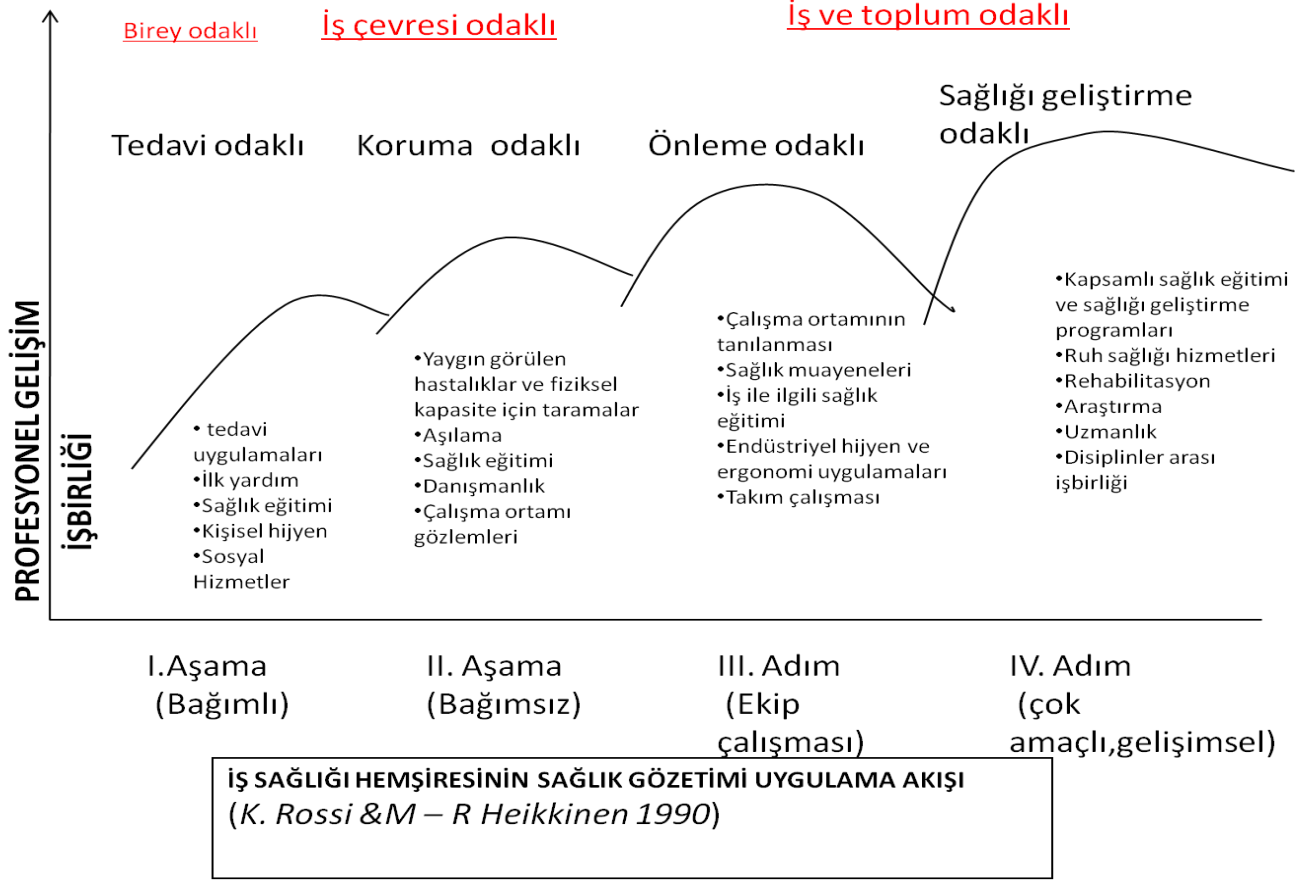 Birey odaklı
İş çevresi odaklı
İş ve toplum odaklı
Tedavi odaklı
Koruma odaklı
Önleme odaklı
Sağlığı geliştirme
odaklı
PROFESYONEL GELİŞİM
İŞBİRLİĞİ
• tedavi
uygulamaları
•İlk yardım
•Sağlık eğitimi
•Kişisel hijyen
•Sosyal
Hizmetler
•Yaygın görülen
hastalıklar ve fiziksel
kapasite için taramalar
•Aşılama
•Sağlık eğitimi
•Danışmanlık
•Çalışma ortamı
gözlemleri
•Çalışma ortamının
tanılanması
•Sağlık muayeneleri
•İş ile ilgili sağlık
eğitimi
•Endüstriyel hijyen ve
ergonomi uygulamaları
•Takım çalışması
•Kapsamlı sağlık eğitimi
ve sağlığı geliştirme
programları
•Ruh sağlığı hizmetleri
•Rehabilitasyon
•Araştırma
•Uzmanlık
•Disiplinler arası
işbirliği
I.Aşama
(Bağımlı)
II. Aşama
(Bağımsız)
III. Adım
(Ekip
çalışması)
IV. Adım
(çok
amaçlı,gelişimsel)
İŞ SAĞLIĞI HEMŞİRESİNİN SAĞLIK GÖZETİMİ UYGULAMA AKIŞI
(K. Rossi &M – R Heikkinen 1990)